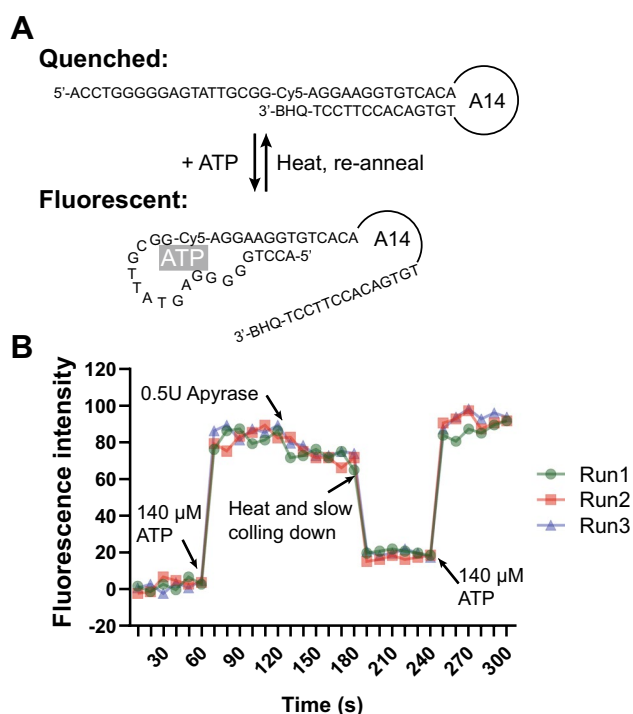 A
Quenched:
5'-ACCTGGGGGAGTATTGCGG-Cy5-AGGAAGGTGTCACA
3'-BHQ-TCCTTCCACAGTGT
A14
+ ATP
Heat, re-anneal
Fluorescent:
GCGG-Cy5-AGGAAGGTGTCACA
A14
ATP
GTCCA-5'
TTATGAGGGG
3'-BHQ-TCCTTCCACAGTGT
B
Fluorescence intensity
120
100
80
60
40
20
0
-20
0.5U Apyrase
140 µM
ATP
Heat and slow
colling down
140 µM
ATP
Run1
Run2
Run3
30
60
90
120
150
180
210
240
270
300
Time (s)